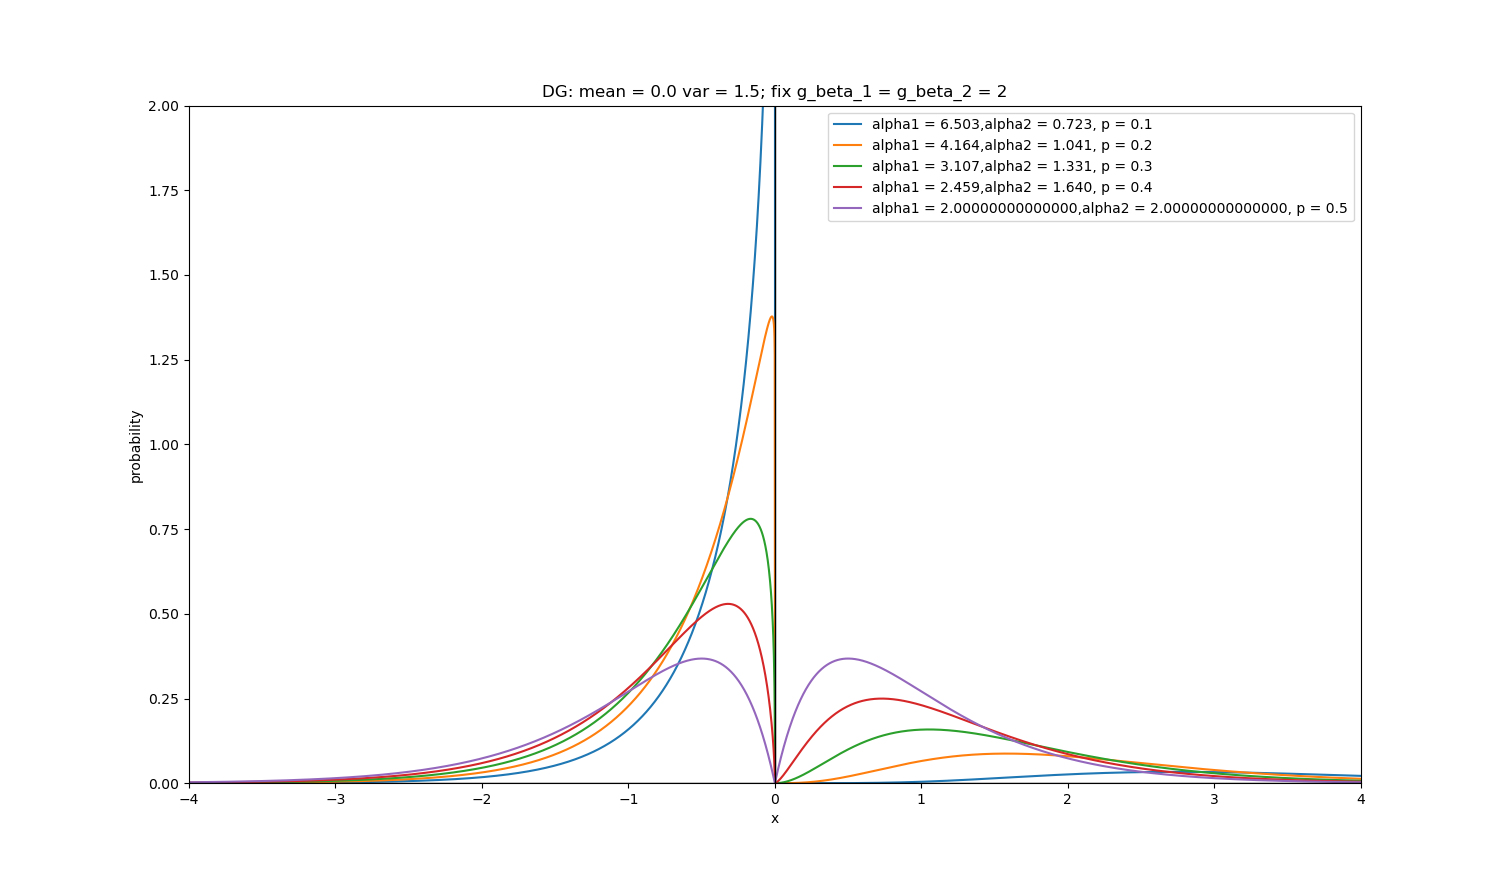 DG: mean = 0.0 var = 1.5; fix g_beta_1 = g_beta_2 = 2
2.00
1.75
1.50
1.25
1.00
0.75
0.50
0.25
0.00
probability
alpha1 = 6.503,alpha2 = 0.723, p = 0.1
alpha1 = 4.164,alpha2 = 1.041, p = 0.2
alpha1 = 3.107,alpha2 = 1.331, p = 0.3
alpha1 = 2.459,alpha2 = 1.640, p = 0.4
alpha1 = 2.00000000000000,alpha2 = 2.00000000000000, p = 0.5
−4 −3 −2 −1 0 1 2 3 4
x